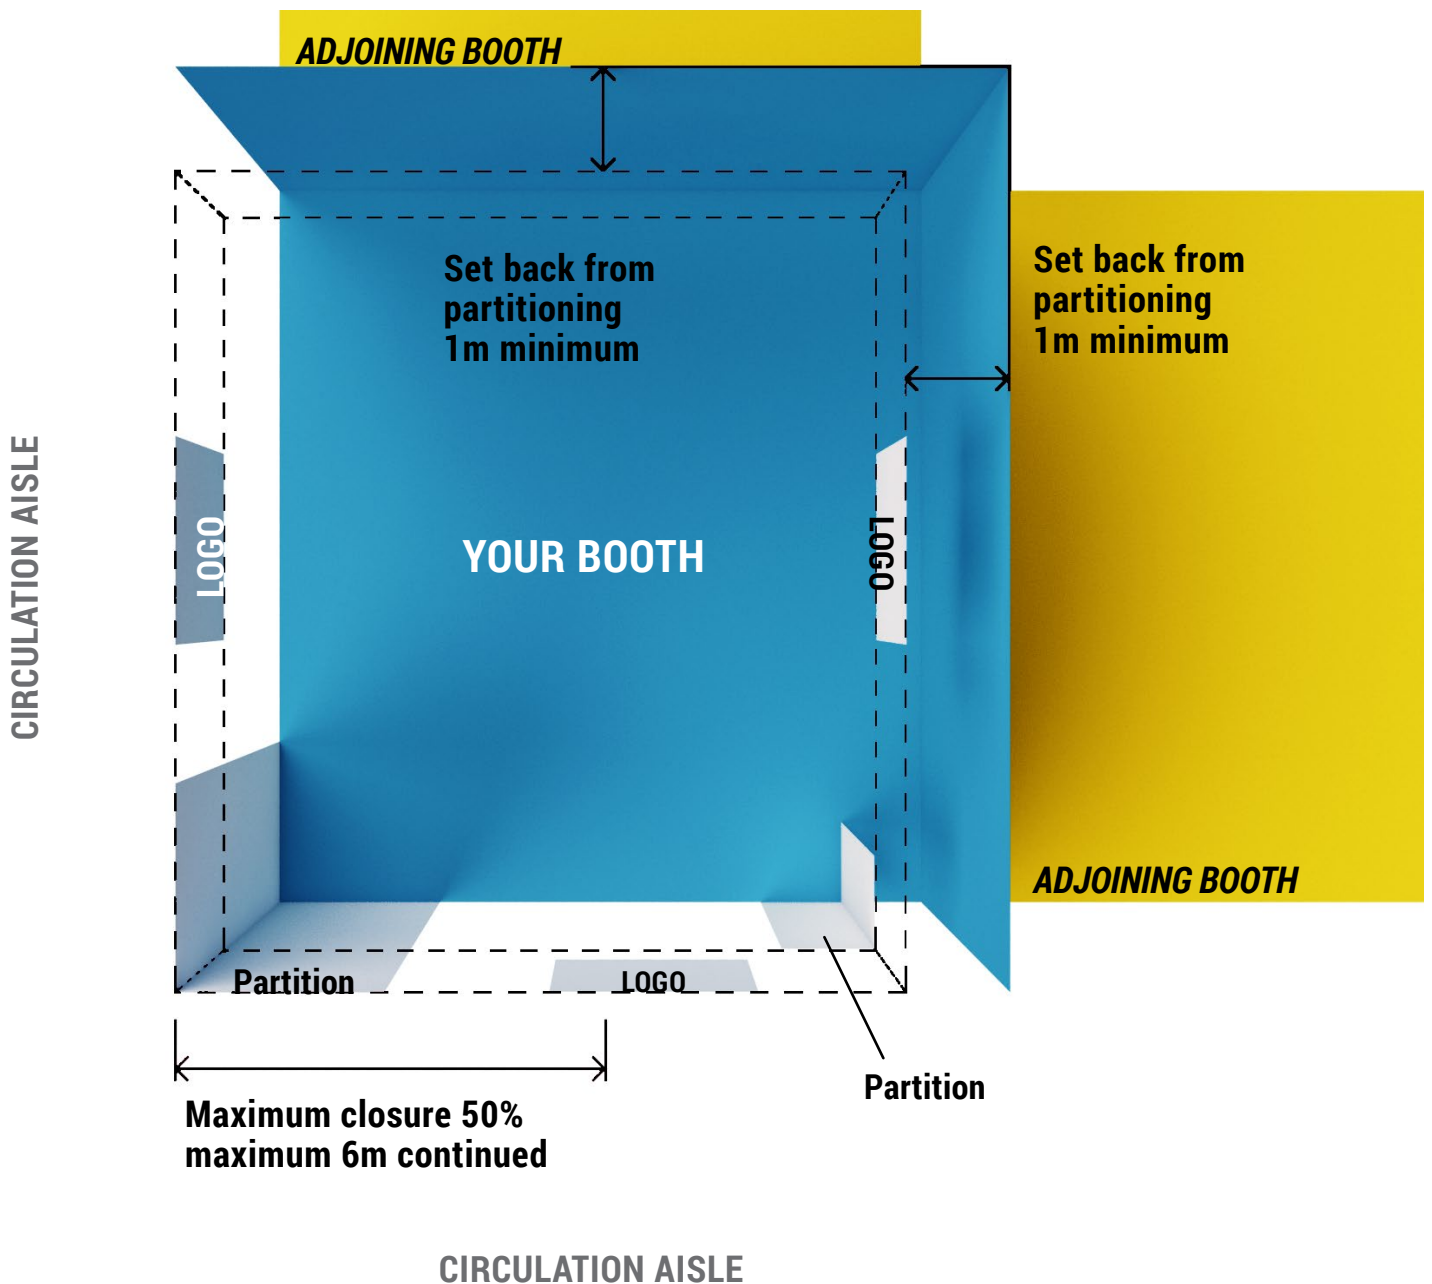 ADJOINING BOOTH
Set back from
partitioning
1m minimum
Set back from
partitioning
1m minimum
CIRCULATION AISLE
LOGO
YOUR BOOTH
LOGO
ADJOINING BOOTH
Partition
LOGO
Partition
Maximum closure 50%
maximum 6m continued
CIRCULATION AISLE